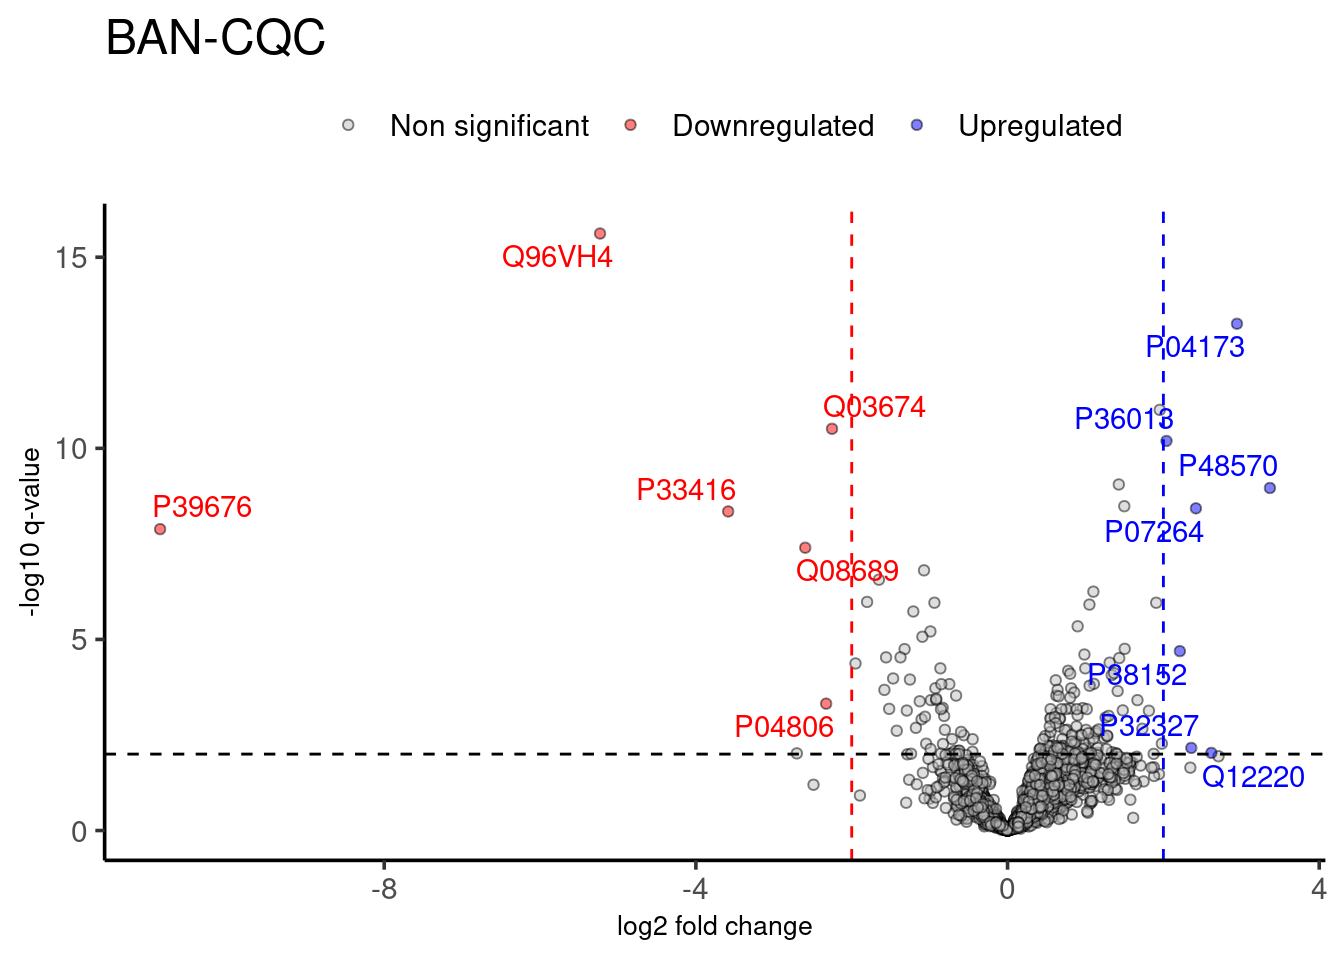 BAN-CQC
Non significant Downregulated Upregulated
-log10 q-value
15
10
5
0
Q96VH4
P04173
Q03674
P36013
P48570
P33416
P39676
P07264
Q08689
P38152
P04806
P32327
Q12220
-8 -4 0 4
log2 fold change